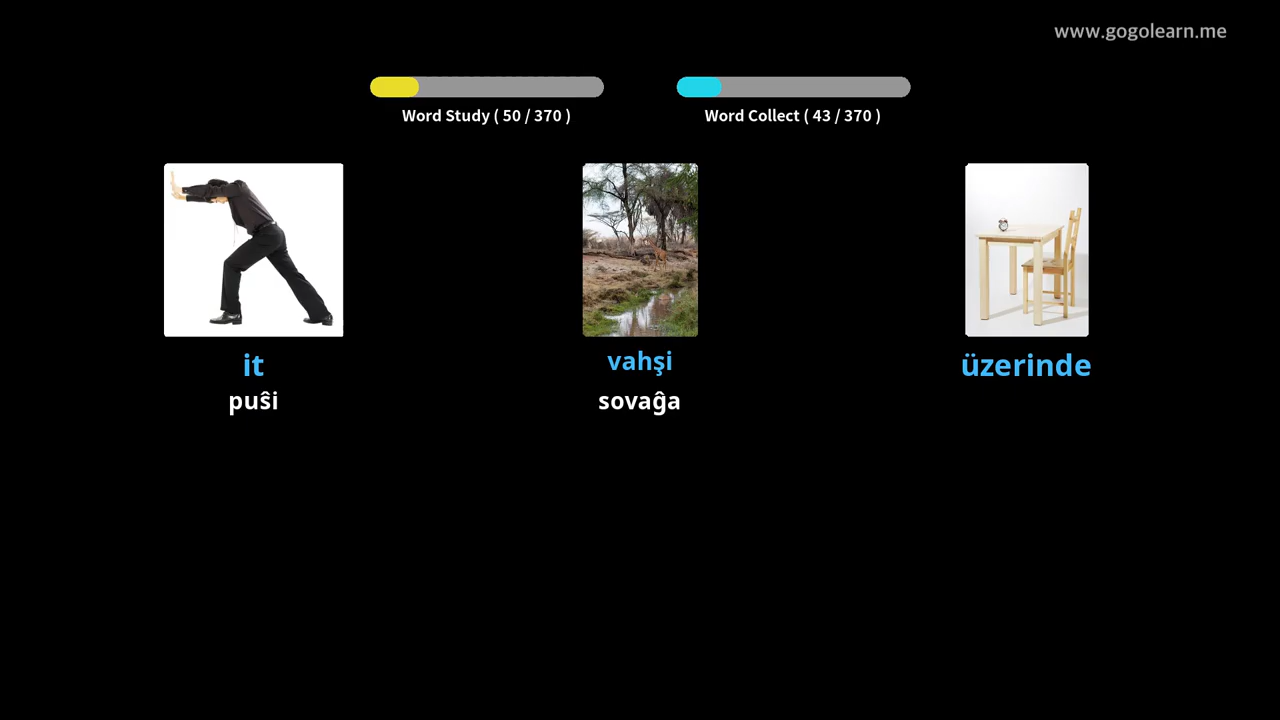 www.gogolearn.me
Word Study ( 50 / 370 )
Word Collect ( 43 / 370 )
it
vahşi
üzerinde
puŝi
sovaĝa